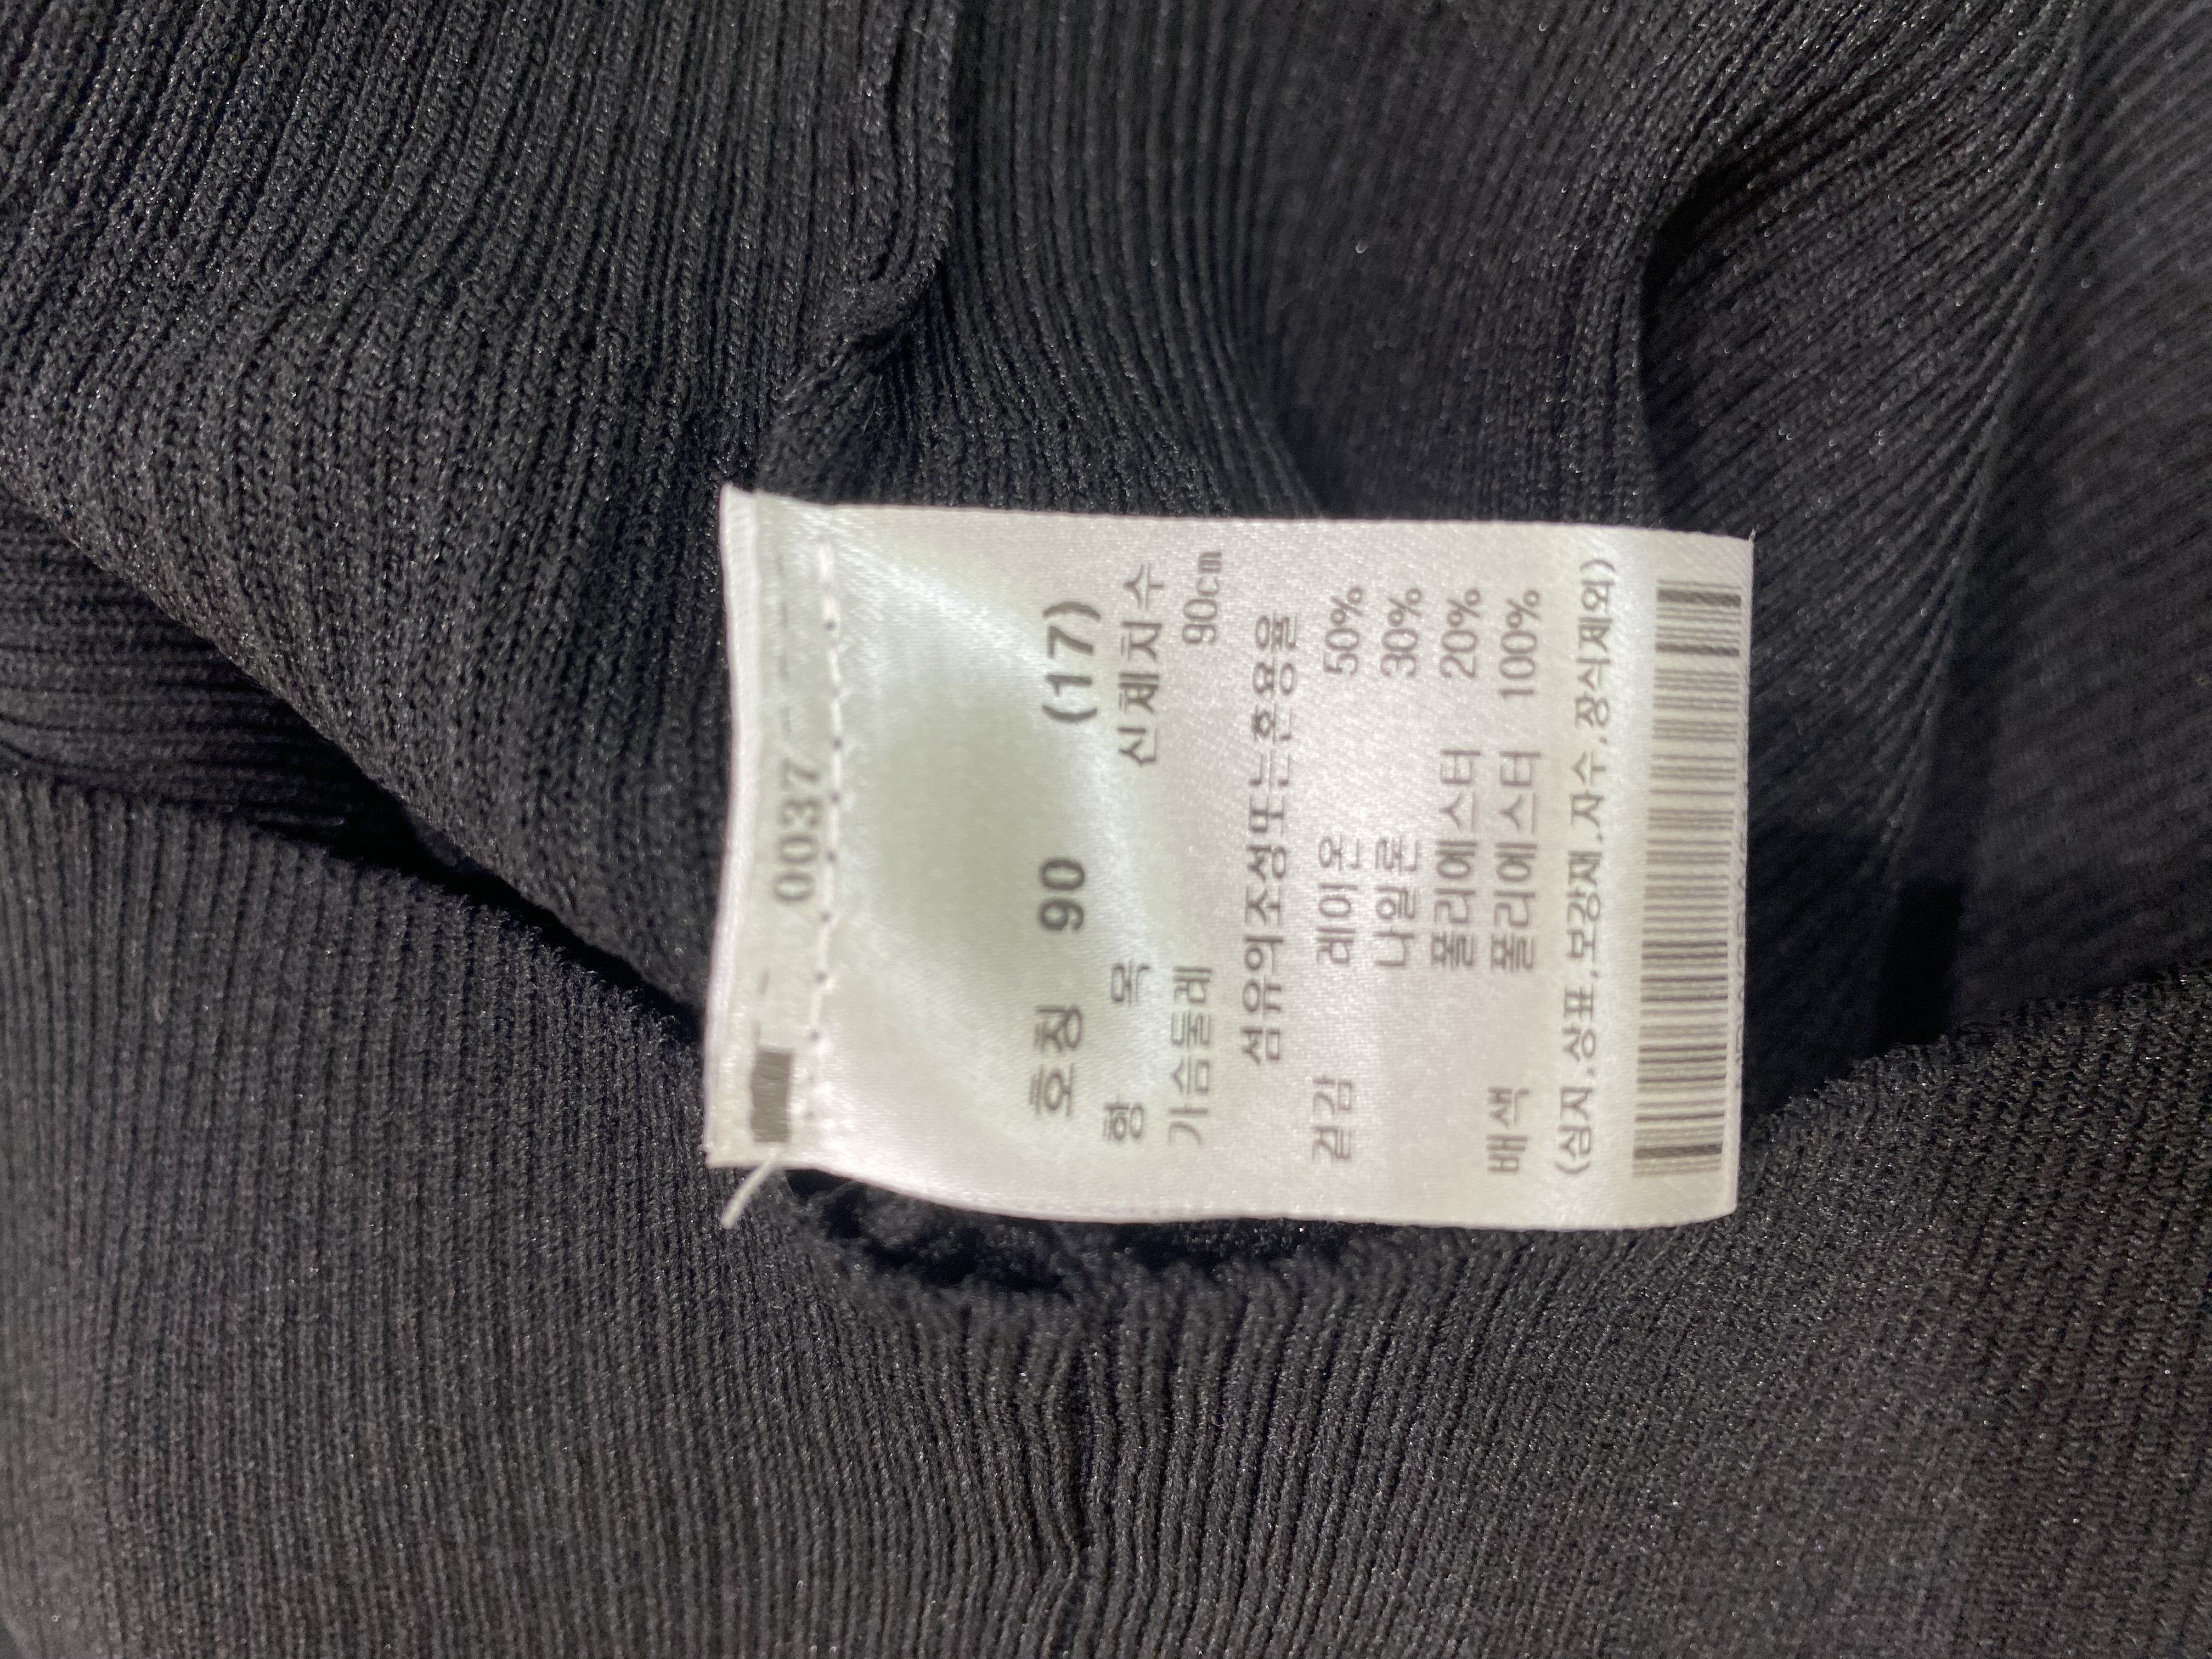 0037
호칭 90 (17)
항 목 신체치수
가슴둘레 90cm
섬유의조성또는혼용율
겉감 레이온 50%
나일론 30%
폴리에스터 20%
배색 폴리에스터 100%
(심지,상표,보강재,자수,장식제외)